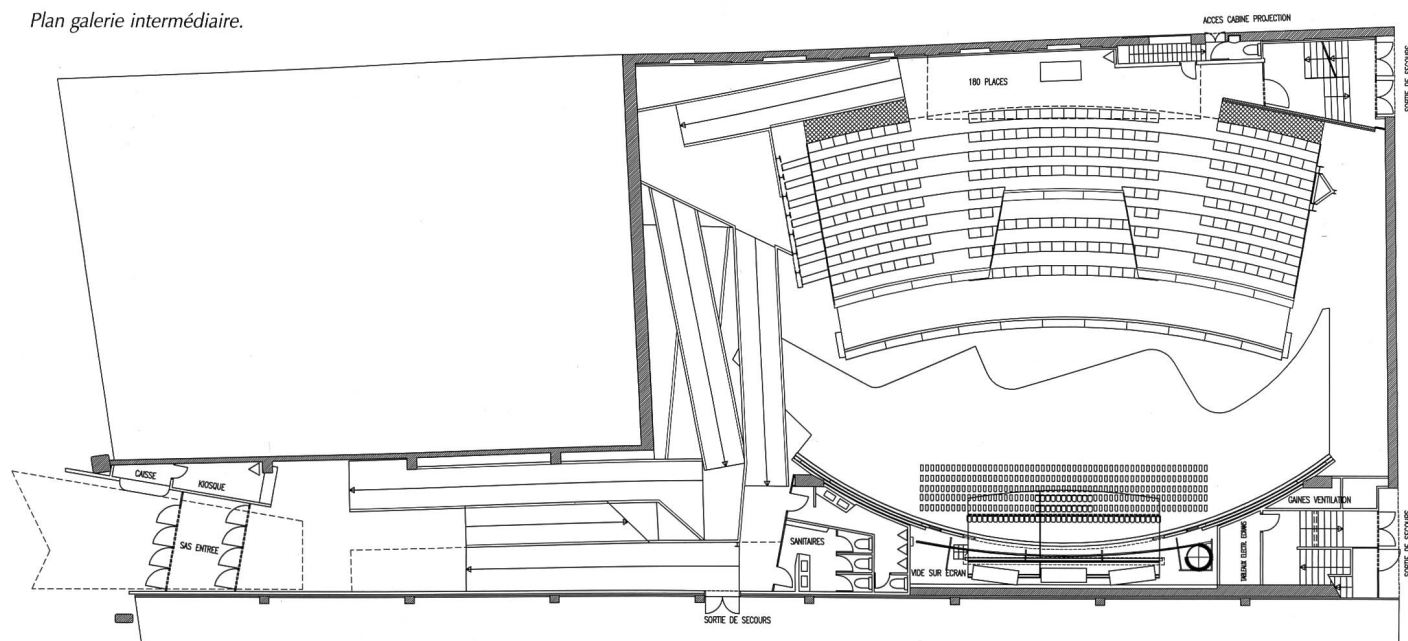 Plan galerie intermédiaire.
ACCES CABINE PROJECTION
SORTIE DE SECOURS
180 PLACES
CAISSE
KIOSQUE
SAS ENTREE
SANITAIRES
VIDE SUR ECRAN
TABLEAUX ELECTR. ECRANS
GAINES VENTILATION
SORTIE DE SECOURS
SORTIE DE SECOURS